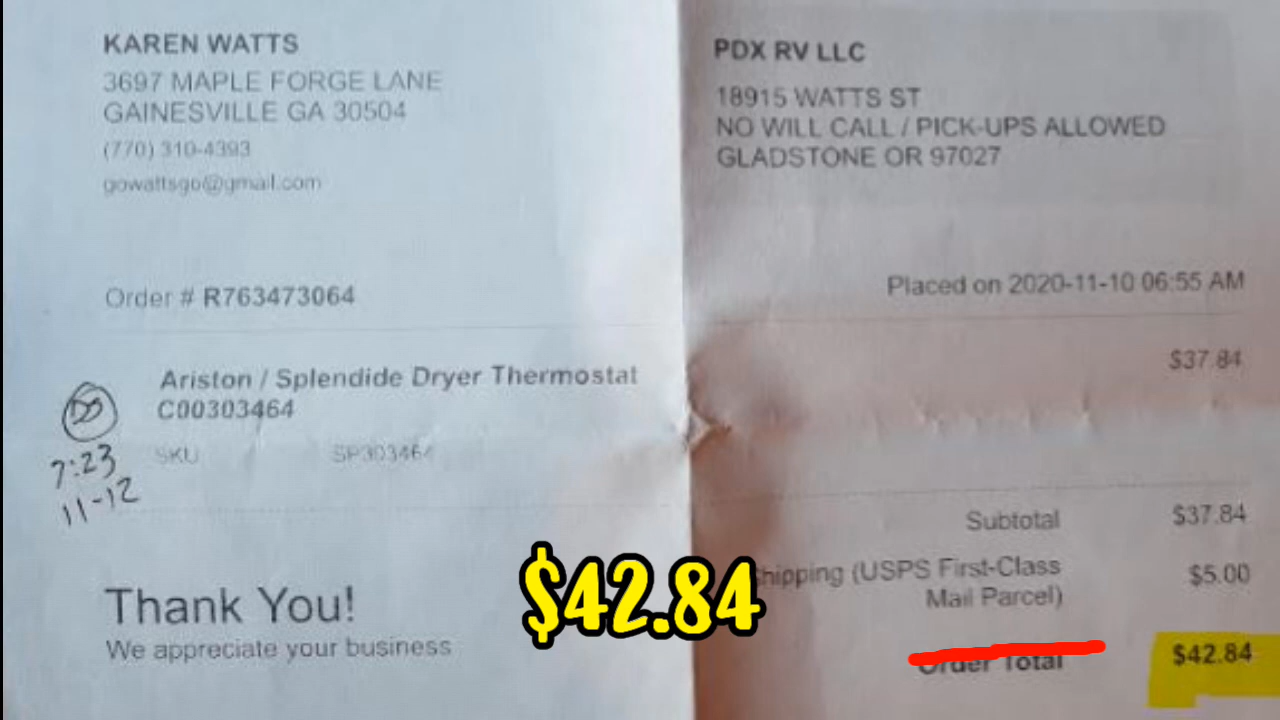 KAREN WATTS
3697 MAPLE FORGE LANE
GAINESVILLE GA 30504
(770) 310-4393
gowattsgo@gmail.com
PDX RV LLC
18915 WATTS ST
NO WILL CALL / PICK-UPS ALLOWED
GLADSTONE OR 97027
Order # R763473064
Placed on 2020-11-10 06:55 AM
Ariston / Splendide Dryer Thermostat
C00303464
$37.84
SKU SP303464
7:23
11-12
Subtotal $37.84
hipping (USPS First-Class
Mail Parcel)
$5.00
Order Total $42.84
Thank You!
We appreciate your business
$42.84